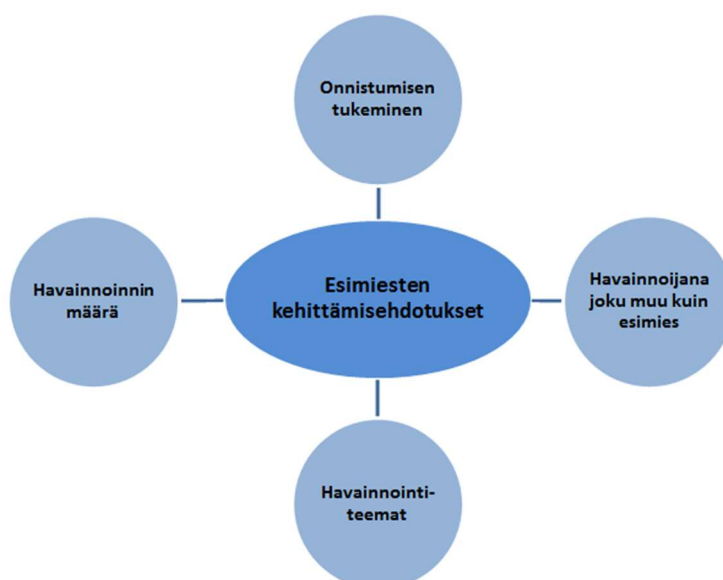 Onnistumisen
tukeminen
Havainnoinnin
määrä
Esimiesten
kehittämisehdotukset
Havainnoijana
joku muu kuin
esimies
Havainnointi-
teemat